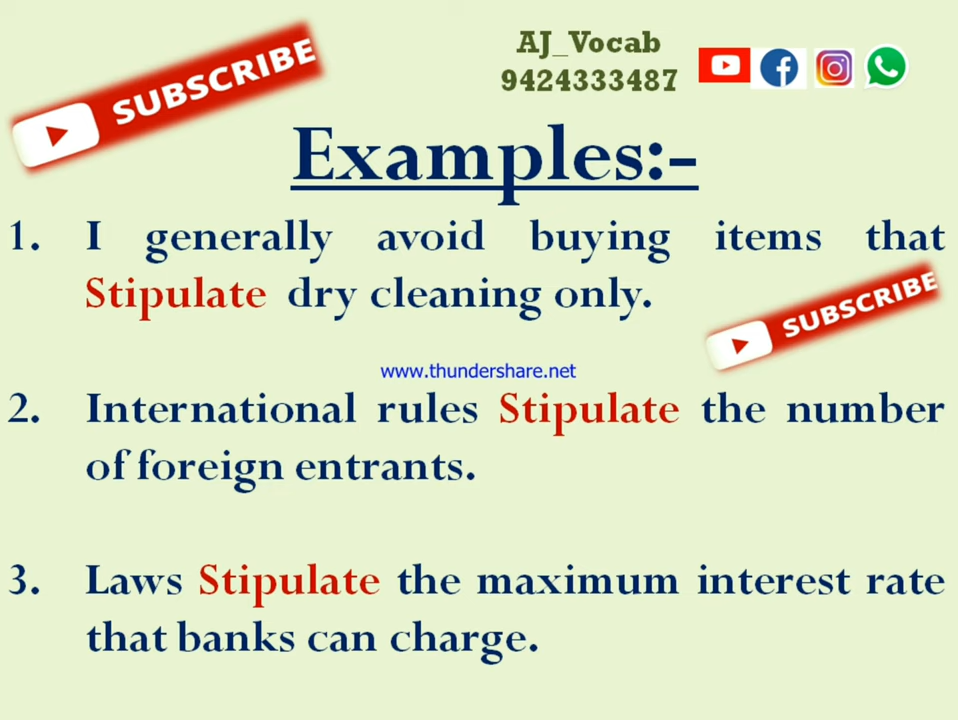 SUBSCRIBE
AJ_Vocab
9424333487
Examples:-
1. I generally avoid buying items that
Stipulate dry cleaning only.
SUBSCRIBE
www.thundershare.net
2. International rules Stipulate the number
of foreign entrants.
3. Laws Stipulate the maximum interest rate
that banks can charge.